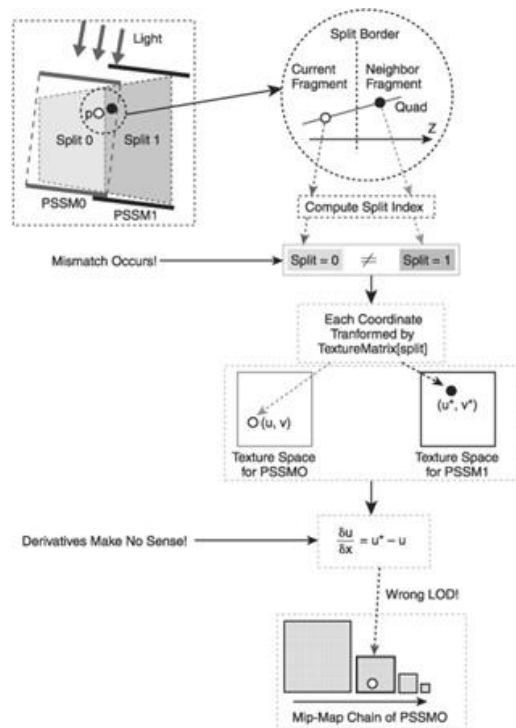 Light
Split Border
Current
Fragment
Neighbor
Fragment
Quad
Z
p
Split 0
Split 1
PSSM0
PSSM1
Compute Split Index
Mismatch Occurs!
Split = 0
≠
Split = 1
Each Coordinate
Tranformed by
TextureMatrix[split]
(u, v)
(u*, v*)
Texture Space
for PSSMO
Texture Space
for PSSM1
Derivatives Make No Sense!
δu/δx = u* − u
Wrong LOD!
Mip-Map Chain of PSSMO